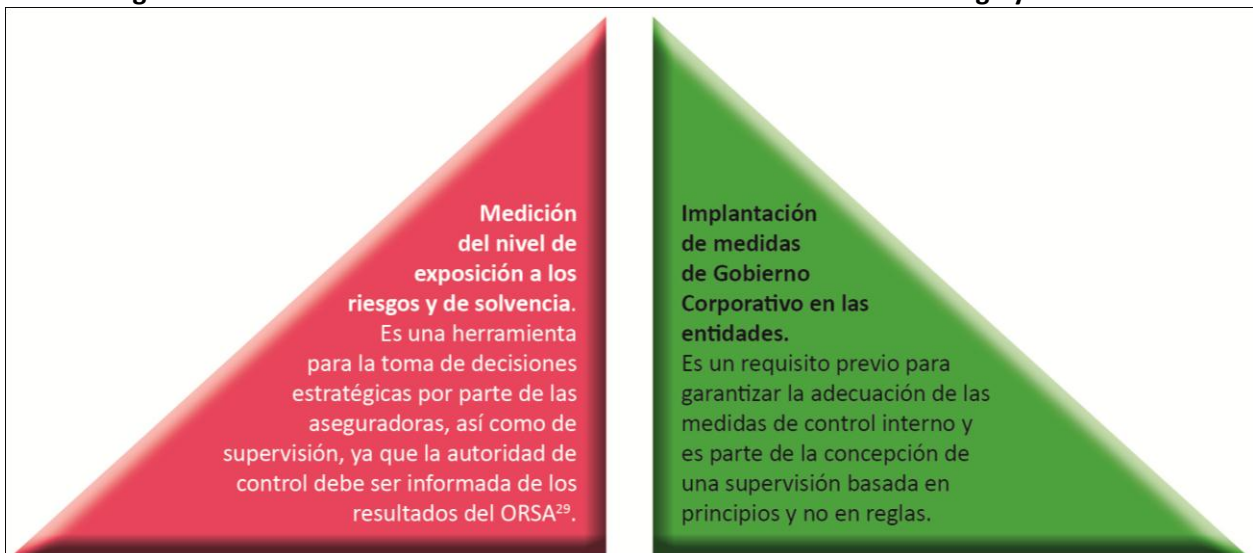 Medición
del nivel de
exposición a los
riesgos y de solvencia.
Es una herramienta
para la toma de decisiones
estratégicas por parte de las
aseguradoras, así como de
supervisión, ya que la autoridad de
control debe ser informada de los
resultados del ORSA²⁹.
Implantación
de medidas
de Gobierno
Corporativo en las
entidades.
Es un requisito previo para
garantizar la adecuación de las
medidas de control interno y
es parte de la concepción de
una supervisión basada en
principios y no en reglas.